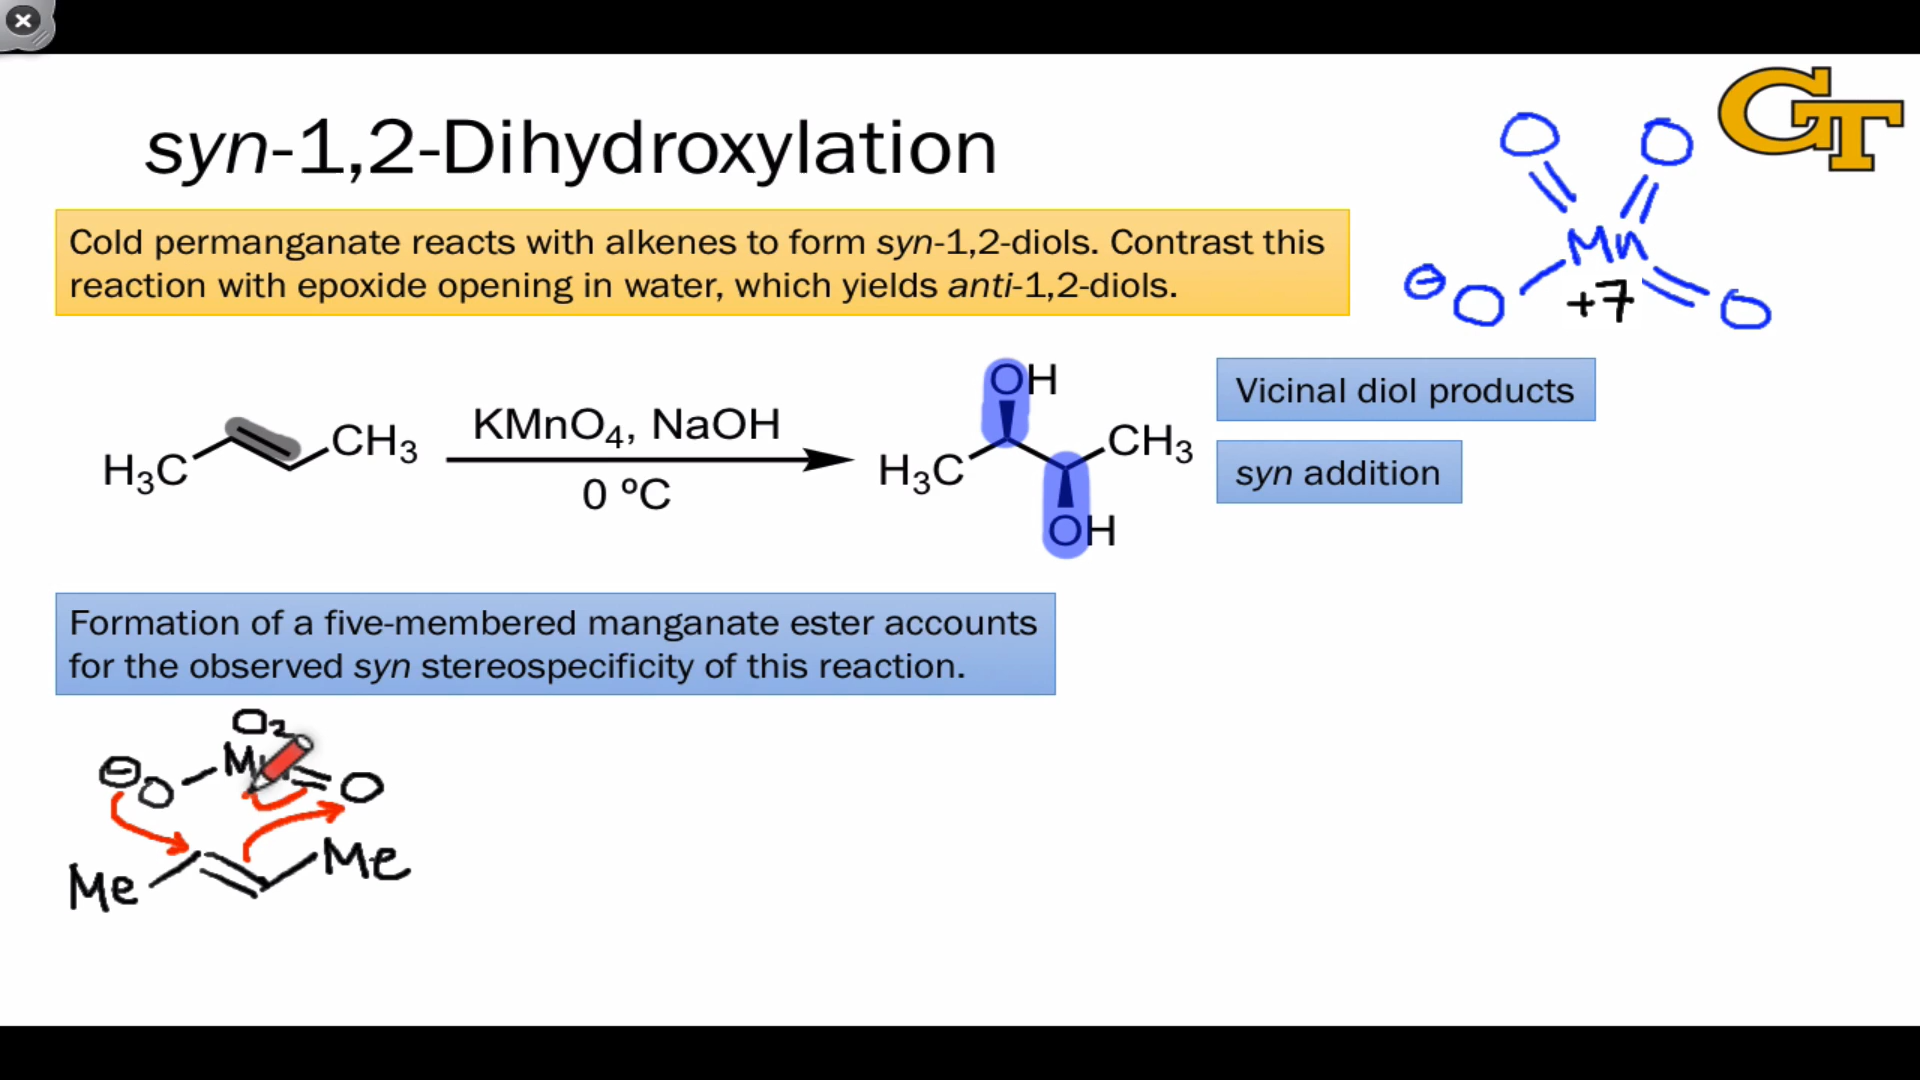 syn-1,2-Dihydroxylation
GT
Cold permanganate reacts with alkenes to form syn-1,2-diols. Contrast this
reaction with epoxide opening in water, which yields anti-1,2-diols.
O O
Mn
⊖ O +7 O
H₃C CH₃
KMnO₄, NaOH
0 ºC
OH
H₃C CH₃
OH
Vicinal diol products
syn addition
Formation of a five-membered manganate ester accounts
for the observed syn stereospecificity of this reaction.
O₂
⊖ O M O
Me Me